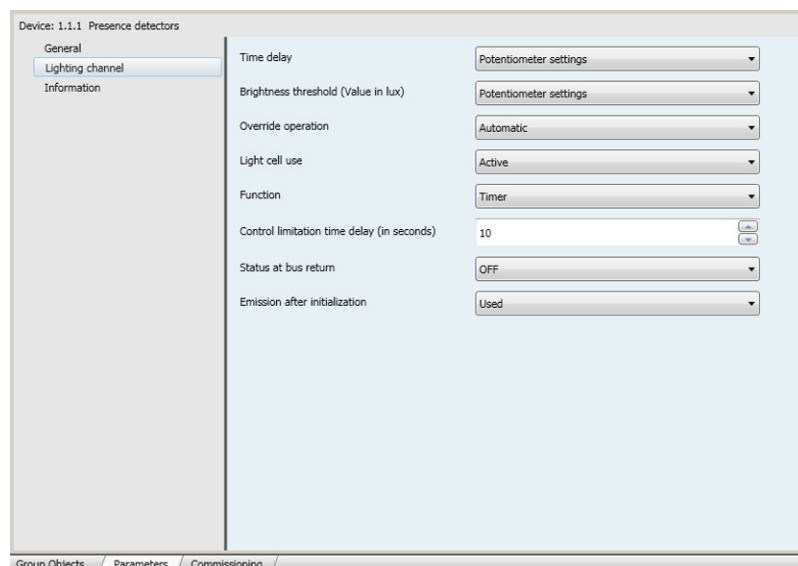 Device: 1.1.1 Presence detectors
General
Lighting channel
Information
Time delay
Potentiometer settings
Brightness threshold (Value in lux)
Potentiometer settings
Override operation
Automatic
Light cell use
Active
Function
Timer
Control limitation time delay (in seconds)
10
Status at bus return
OFF
Emission after initialization
Used
Group Objects
Parameters
Commissioning